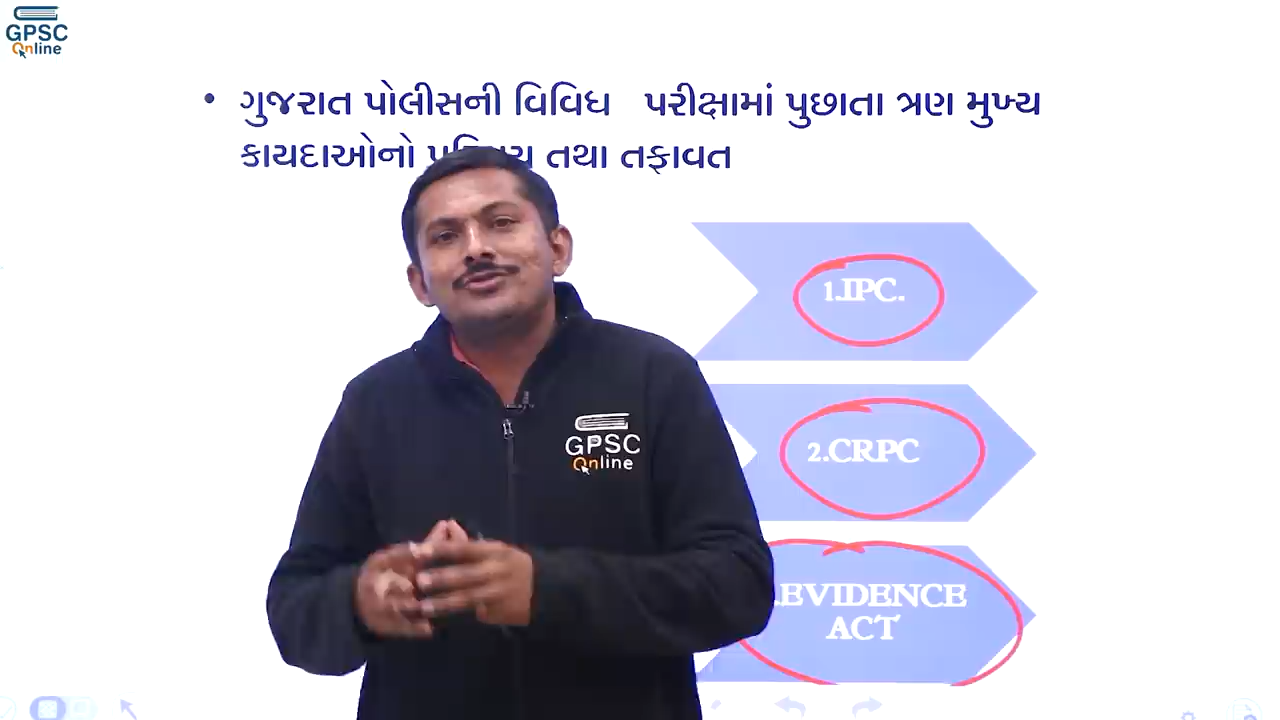 GPSC
Online
• ગુજરાત પોલીસની વિવિધ પરીક્ષામાં પુછાતા ત્રણ મુખ્ય
કાયદાઓનો તથા તફાવત
1.IPC.
2.CRPC
.EVIDENCE
ACT
GPSC
Online